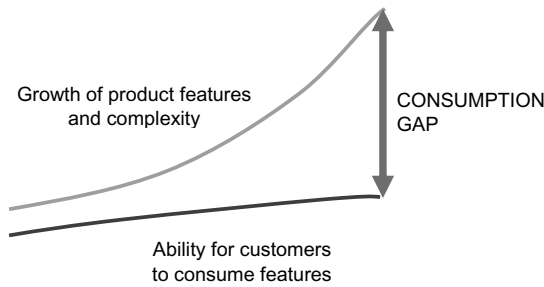 Growth of product features
and complexity
CONSUMPTION
GAP
Ability for customers
to consume features